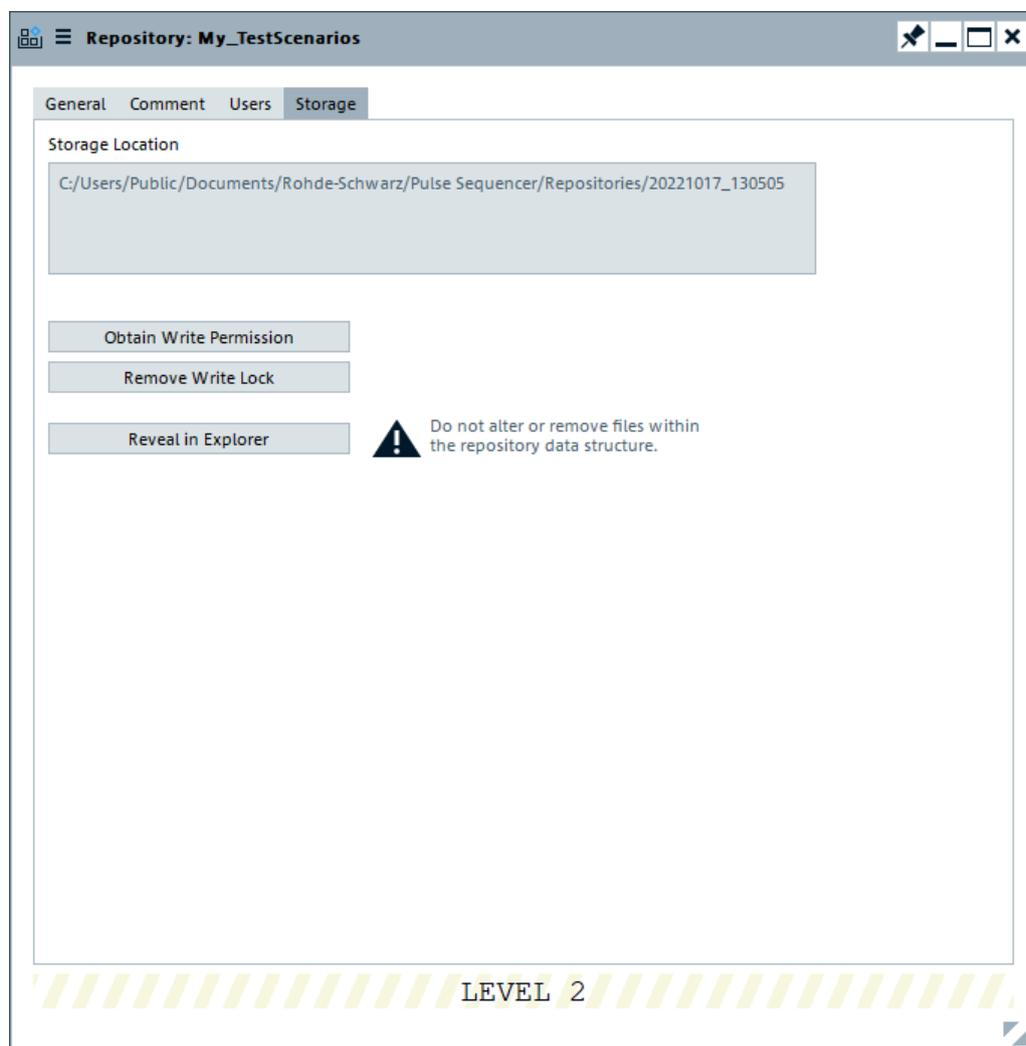 Repository: My_TestScenarios
General Comment Users Storage
Storage Location
C:/Users/Public/Documents/Rohde-Schwarz/Pulse Sequencer/Repositories/20221017_130505
Obtain Write Permission
Remove Write Lock
Reveal in Explorer
Do not alter or remove files within
the repository data structure.
LEVEL 2